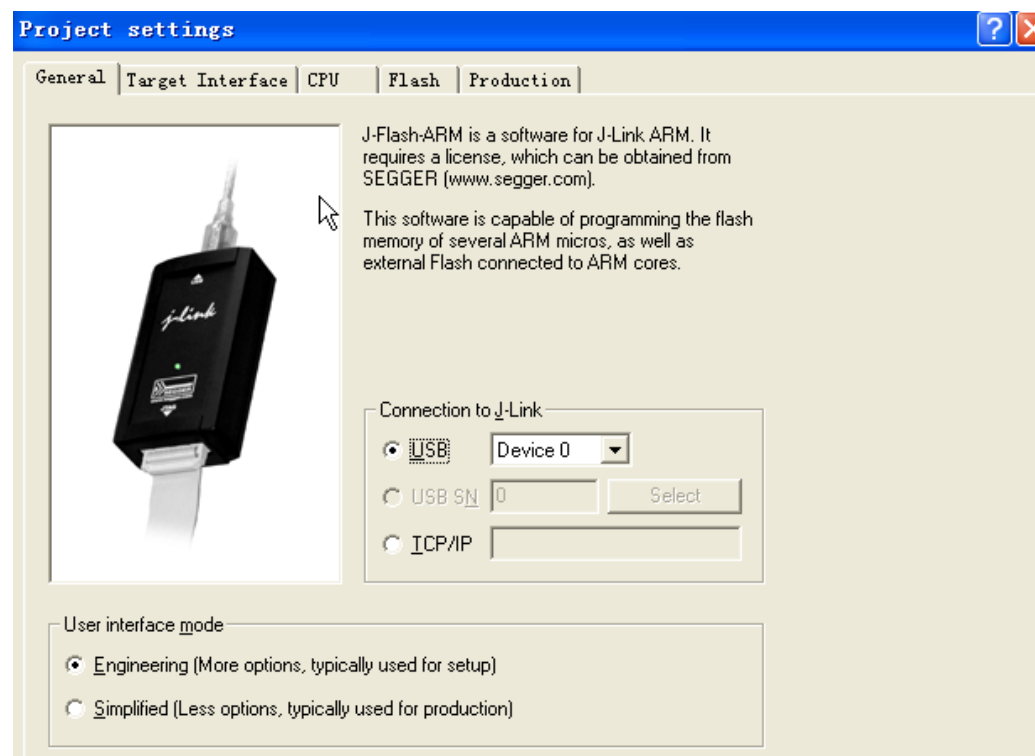 Project settings
General
Target Interface
CPU
Flash
Production
J-Flash-ARM is a software for J-Link ARM. It
requires a license, which can be obtained from
SEGGER (www.segger.com).
This software is capable of programming the flash
memory of several ARM micros, as well as
external Flash connected to ARM cores.
j-link
Connection to J-Link
USB
Device 0
USB SN
0
Select
TCP/IP
User interface mode
Engineering (More options, typically used for setup)
Simplified (Less options, typically used for production)